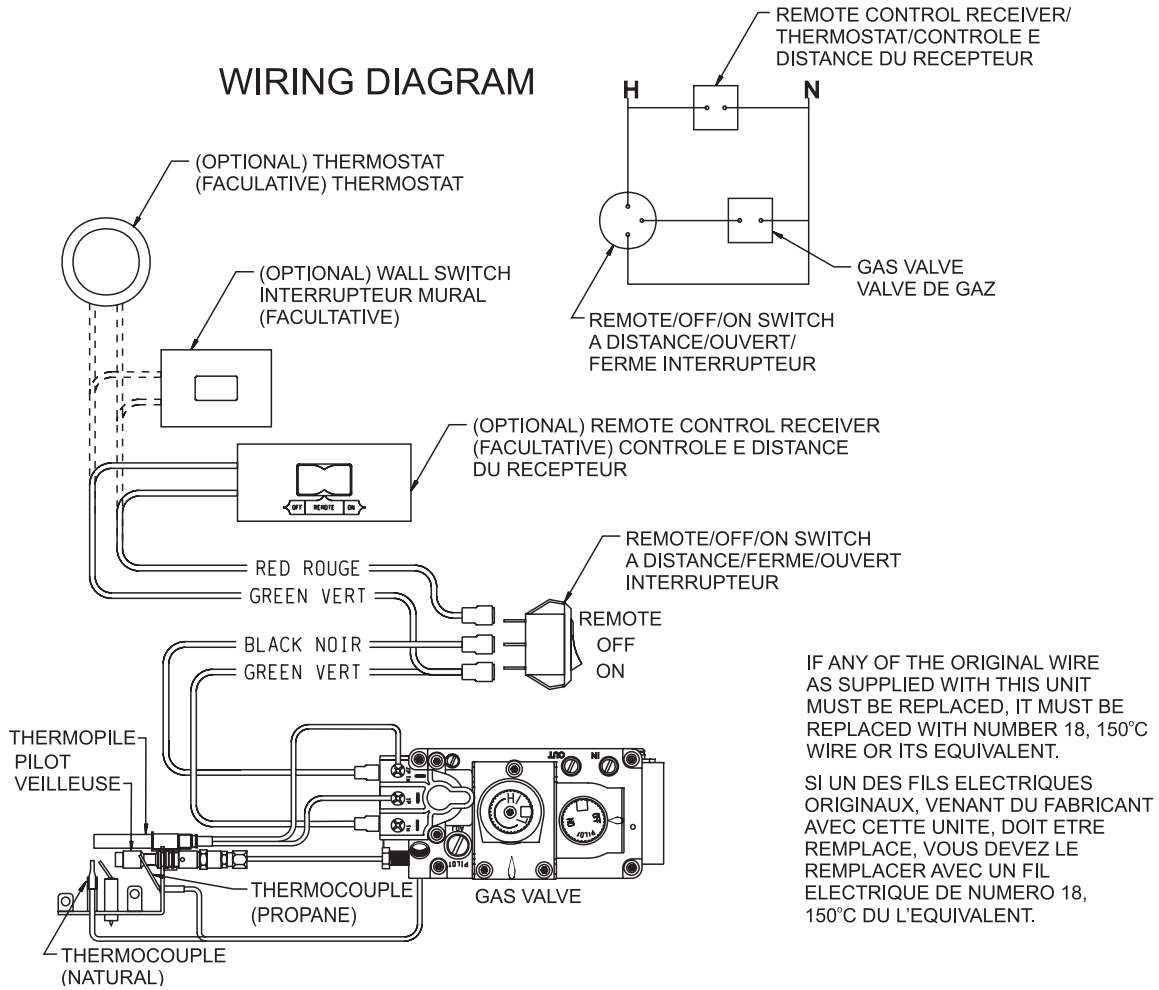 WIRING DIAGRAM
REMOTE CONTROL RECEIVER/
THERMOSTAT/CONTROLE E
DISTANCE DU RECEPTEUR
H
N
GAS VALVE
VALVE DE GAZ
REMOTE/OFF/ON SWITCH
A DISTANCE/OUVERT/
FERME INTERRUPTEUR
(OPTIONAL) THERMOSTAT
(FACULATIVE) THERMOSTAT
(OPTIONAL) WALL SWITCH
INTERRUPTEUR MURAL
(FACULTATIVE)
(OPTIONAL) REMOTE CONTROL RECEIVER
(FACULTATIVE) CONTROLE E DISTANCE
DU RECEPTEUR
OFF REMOTE ON
REMOTE/OFF/ON SWITCH
A DISTANCE/FERME/OUVERT
INTERRUPTEUR
RED ROUGE
GREEN VERT
BLACK NOIR
GREEN VERT
REMOTE
OFF
ON
THERMOPILE
PILOT
VEILLEUSE
OUT
IN
PILOT
OFF
PILOT
ON
THERMOCOUPLE
(PROPANE)
GAS VALVE
THERMOCOUPLE
(NATURAL)
IF ANY OF THE ORIGINAL WIRE
AS SUPPLIED WITH THIS UNIT
MUST BE REPLACED, IT MUST BE
REPLACED WITH NUMBER 18, 150°C
WIRE OR ITS EQUIVALENT.
SI UN DES FILS ELECTRIQUES
ORIGINAUX, VENANT DU FABRICANT
AVEC CETTE UNITE, DOIT ETRE
REMPLACE, VOUS DEVEZ LE
REMPLACER AVEC UN FIL
ELECTRIQUE DE NUMERO 18,
150°C DU L'EQUIVALENT.